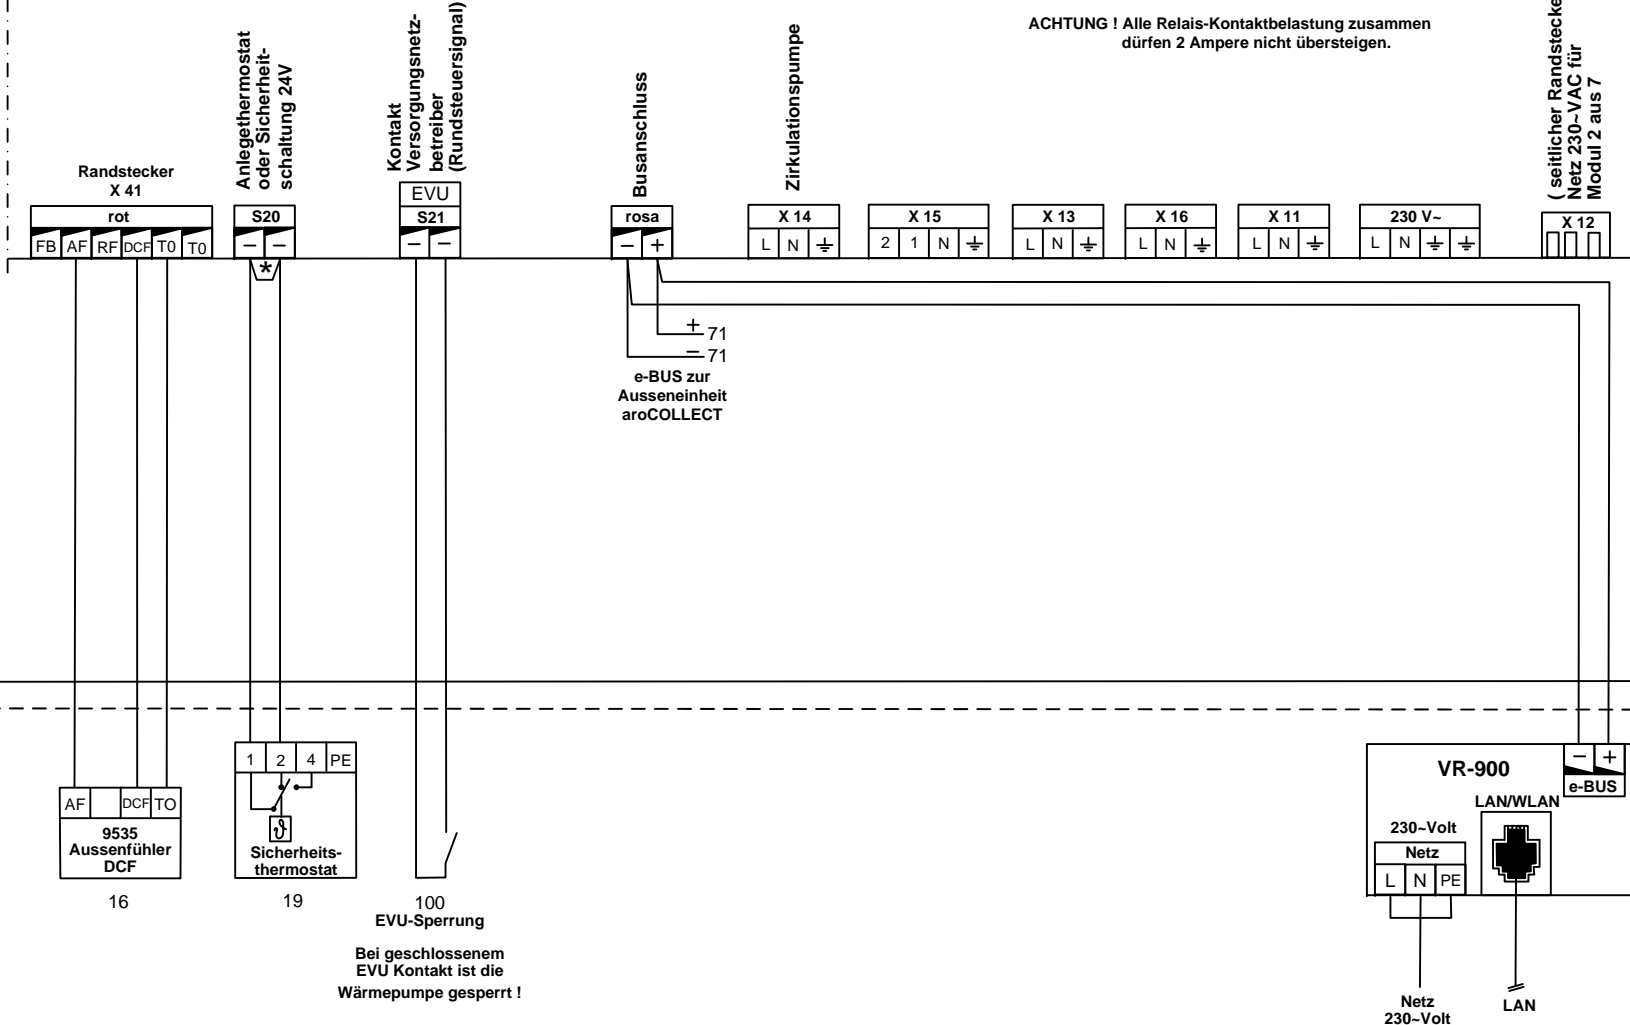 ACHTUNG ! Alle Relais-Kontaktbelastung zusammen
dürfen 2 Ampere nicht übersteigen.
Randstecker
X 41
rot
FB AF RF DCF T0 T0
Anlegethermostat
oder Sicherheit-
schaltung 24V
S20
− −
*
Kontakt
Versorgungsnetz-
betreiber
(Rundsteuersignal)
EVU
S21
− −
Busanschluss
rosa
− +
Zirkulationspumpe
X 14
L N
X 15
2 1 N
X 13
L N
X 16
L N
X 11
L N
230 V~
L N
( seitlicher Randstecke
Netz 230~VAC für
Modul 2 aus 7
X 12
+ 71
− 71
e-BUS zur
Ausseneinheit
aroCOLLECT
AF DCF TO
9535
Aussenfühler
DCF
16
1 2 4 PE
ϑ
Sicherheits-
thermostat
19
100
EVU-Sperrung
Bei geschlossenem
EVU Kontakt ist die
Wärmepumpe gesperrt !
VR-900
− +
e-BUS
LAN/WLAN
230~Volt
Netz
L N PE
Netz
230~Volt
LAN